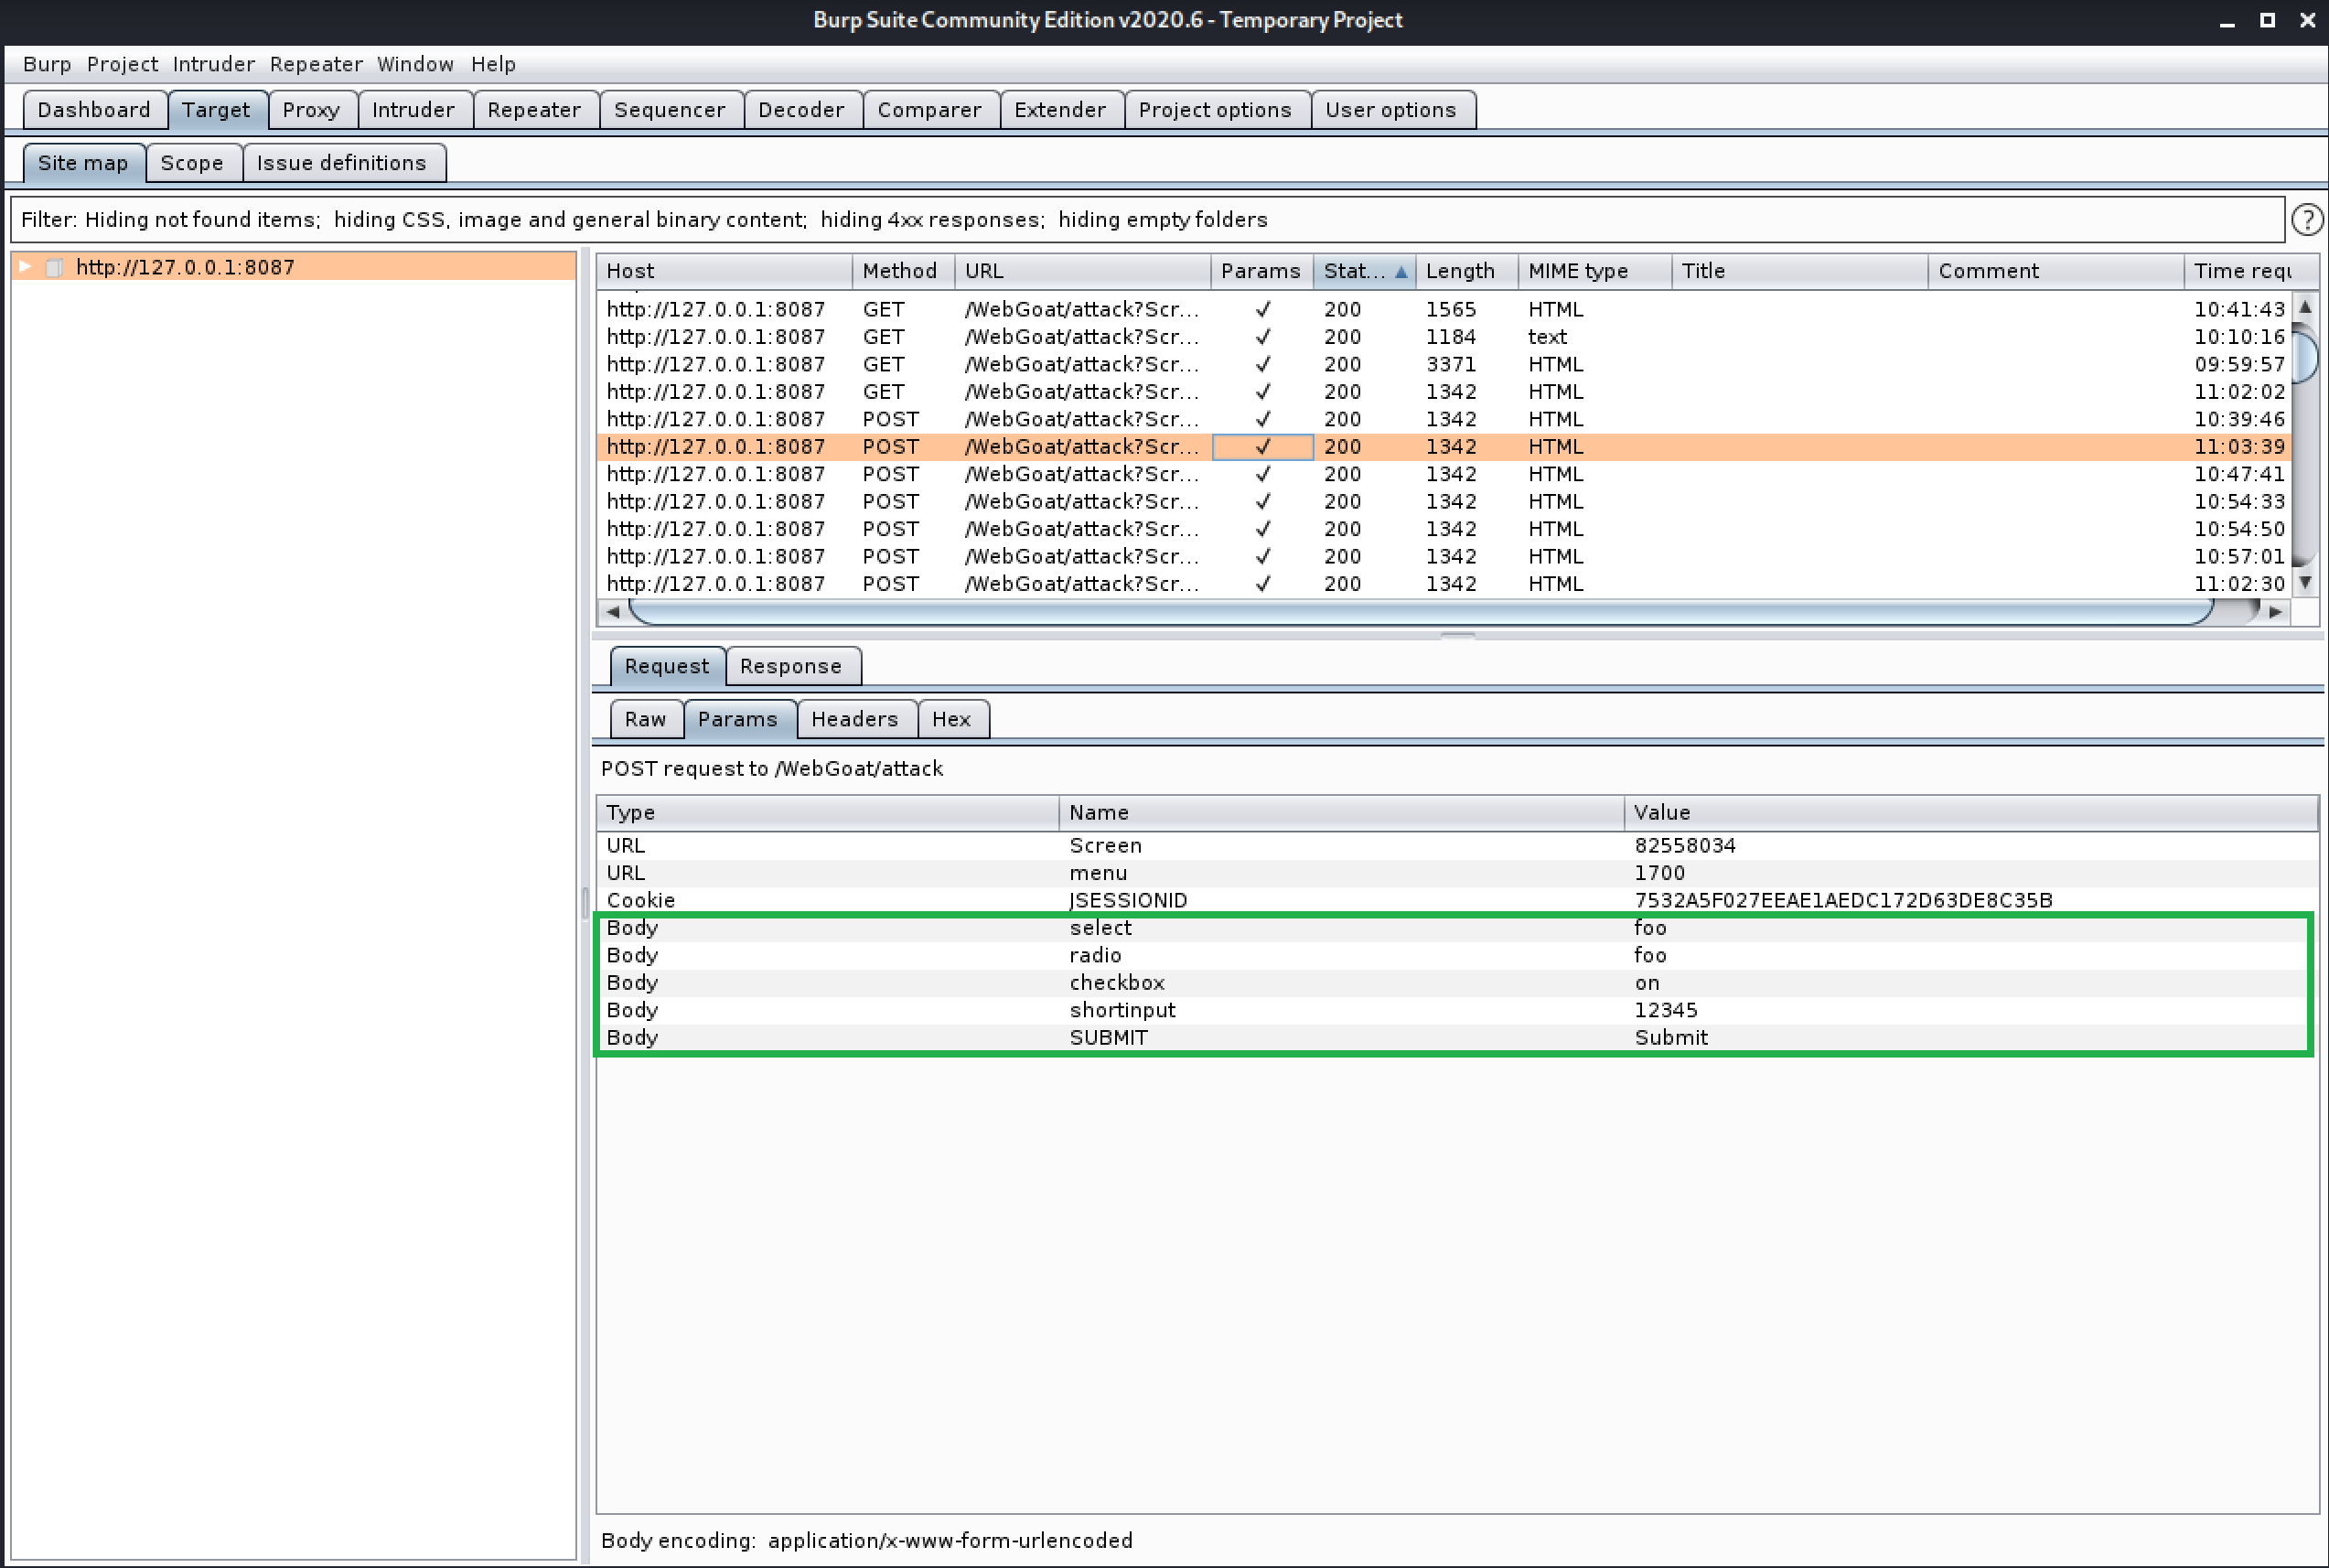 Burp Suite Community Edition v2020.6 - Temporary Project
Burp Project Intruder Repeater Window Help
Dashboard Target Proxy Intruder Repeater Sequencer Decoder Comparer Extender Project options User options
Site map Scope Issue definitions
Filter: Hiding not found items; hiding CSS, image and general binary content; hiding 4xx responses; hiding empty folders ?
http://127.0.0.1:8087
Host Method URL Params Stat... Length MIME type Title Comment Time requ
http://127.0.0.1:8087 GET /WebGoat/attack?Scr... ✓ 200 1565 HTML 10:41:43
http://127.0.0.1:8087 GET /WebGoat/attack?Scr... ✓ 200 1184 text 10:10:16
http://127.0.0.1:8087 GET /WebGoat/attack?Scr... ✓ 200 3371 HTML 09:59:57
http://127.0.0.1:8087 GET /WebGoat/attack?Scr... ✓ 200 1342 HTML 11:02:02
http://127.0.0.1:8087 POST /WebGoat/attack?Scr... ✓ 200 1342 HTML 10:39:46
http://127.0.0.1:8087 POST /WebGoat/attack?Scr... ✓ 200 1342 HTML 11:03:39
http://127.0.0.1:8087 POST /WebGoat/attack?Scr... ✓ 200 1342 HTML 10:47:41
http://127.0.0.1:8087 POST /WebGoat/attack?Scr... ✓ 200 1342 HTML 10:54:33
http://127.0.0.1:8087 POST /WebGoat/attack?Scr... ✓ 200 1342 HTML 10:54:50
http://127.0.0.1:8087 POST /WebGoat/attack?Scr... ✓ 200 1342 HTML 10:57:01
http://127.0.0.1:8087 POST /WebGoat/attack?Scr... ✓ 200 1342 HTML 11:02:30
Request Response
Raw Params Headers Hex
POST request to /WebGoat/attack
Type Name Value
URL Screen 82558034
URL menu 1700
Cookie JSESSIONID 7532A5F027EEAE1AEDC172D63DE8C35B
Body select foo
Body radio foo
Body checkbox on
Body shortinput 12345
Body SUBMIT Submit
Body encoding: application/x-www-form-urlencoded